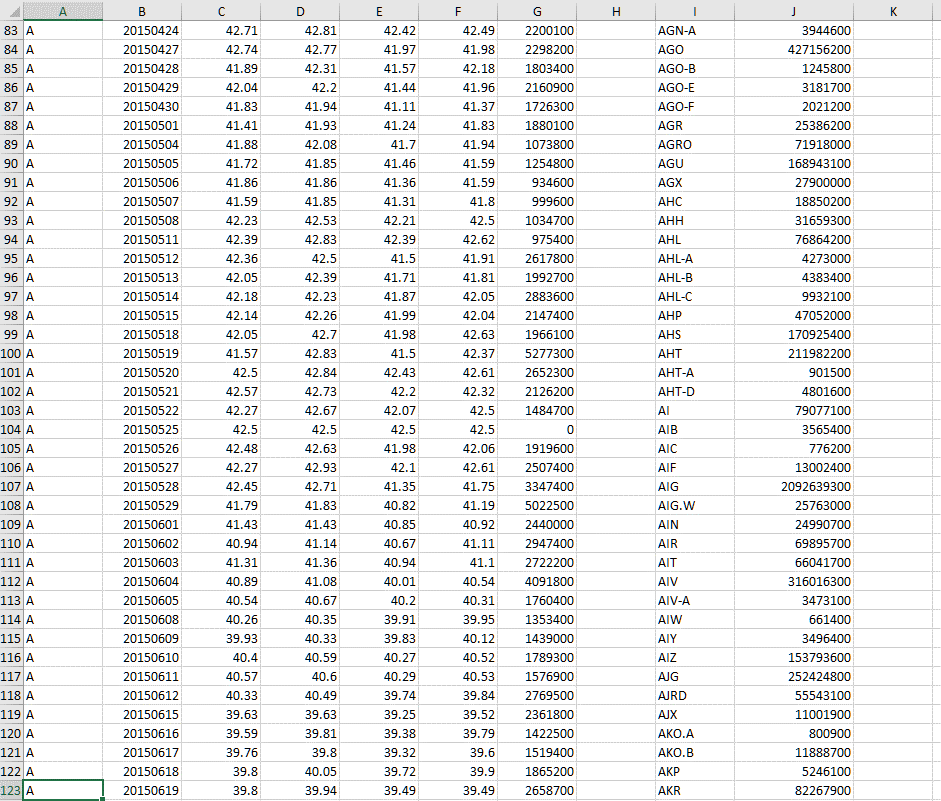 A B C D E F G H I J K
83 A 20150424 42.71 42.81 42.42 42.49 2200100 AGN-A 3944600
84 A 20150427 42.74 42.77 41.97 41.98 2298200 AGO 427156200
85 A 20150428 41.89 42.31 41.57 42.18 1803400 AGO-B 1245800
86 A 20150429 42.04 42.2 41.44 41.96 2160900 AGO-E 3181700
87 A 20150430 41.83 41.94 41.11 41.37 1726300 AGO-F 2021200
88 A 20150501 41.41 41.93 41.24 41.83 1880100 AGR 25386200
89 A 20150504 41.88 42.08 41.7 41.94 1073800 AGRO 71918000
90 A 20150505 41.72 41.85 41.46 41.59 1254800 AGU 168943100
91 A 20150506 41.86 41.86 41.36 41.59 934600 AGX 27900000
92 A 20150507 41.59 41.85 41.31 41.8 999600 AHC 18850200
93 A 20150508 42.23 42.53 42.21 42.5 1034700 AHH 31659300
94 A 20150511 42.39 42.83 42.39 42.62 975400 AHL 76864200
95 A 20150512 42.36 42.5 41.5 41.91 2617800 AHL-A 4273000
96 A 20150513 42.05 42.39 41.71 41.81 1992700 AHL-B 4383400
97 A 20150514 42.18 42.23 41.87 42.05 2883600 AHL-C 9932100
98 A 20150515 42.14 42.26 41.99 42.04 2147400 AHP 47052000
99 A 20150518 42.05 42.7 41.98 42.63 1966100 AHS 170925400
100 A 20150519 41.57 42.83 41.5 42.37 5277300 AHT 211982200
101 A 20150520 42.5 42.84 42.43 42.61 2652300 AHT-A 901500
102 A 20150521 42.57 42.73 42.2 42.32 2126200 AHT-D 4801600
103 A 20150522 42.27 42.67 42.07 42.5 1484700 AI 79077100
104 A 20150525 42.5 42.5 42.5 42.5 0 AIB 3565400
105 A 20150526 42.48 42.63 41.98 42.06 1919600 AIC 776200
106 A 20150527 42.27 42.93 42.1 42.61 2507400 AIF 13002400
107 A 20150528 42.45 42.71 41.35 41.75 3347400 AIG 2092639300
108 A 20150529 41.79 41.83 40.82 41.19 5022500 AIG.W 25763000
109 A 20150601 41.43 41.43 40.85 40.92 2440000 AIN 24990700
110 A 20150602 40.94 41.14 40.67 41.11 2947400 AIR 69895700
111 A 20150603 41.31 41.36 40.94 41.1 2722200 AIT 66041700
112 A 20150604 40.89 41.08 40.01 40.54 4091800 AIV 316016300
113 A 20150605 40.54 40.67 40.2 40.31 1760400 AIV-A 3473100
114 A 20150608 40.26 40.35 39.91 39.95 1353400 AIW 661400
115 A 20150609 39.93 40.33 39.83 40.12 1439000 AIY 3496400
116 A 20150610 40.4 40.59 40.27 40.52 1789300 AIZ 153793600
117 A 20150611 40.57 40.6 40.29 40.53 1576900 AJG 252424800
118 A 20150612 40.33 40.49 39.74 39.84 2769500 AJRD 55543100
119 A 20150615 39.63 39.63 39.25 39.52 2361800 AJX 11001900
120 A 20150616 39.59 39.81 39.38 39.79 1422500 AKO.A 800900
121 A 20150617 39.76 39.8 39.32 39.6 1519400 AKO.B 11888700
122 A 20150618 39.8 40.05 39.72 39.9 1865200 AKP 5246100
123 A 20150619 39.8 39.94 39.49 39.49 2658700 AKR 82267900